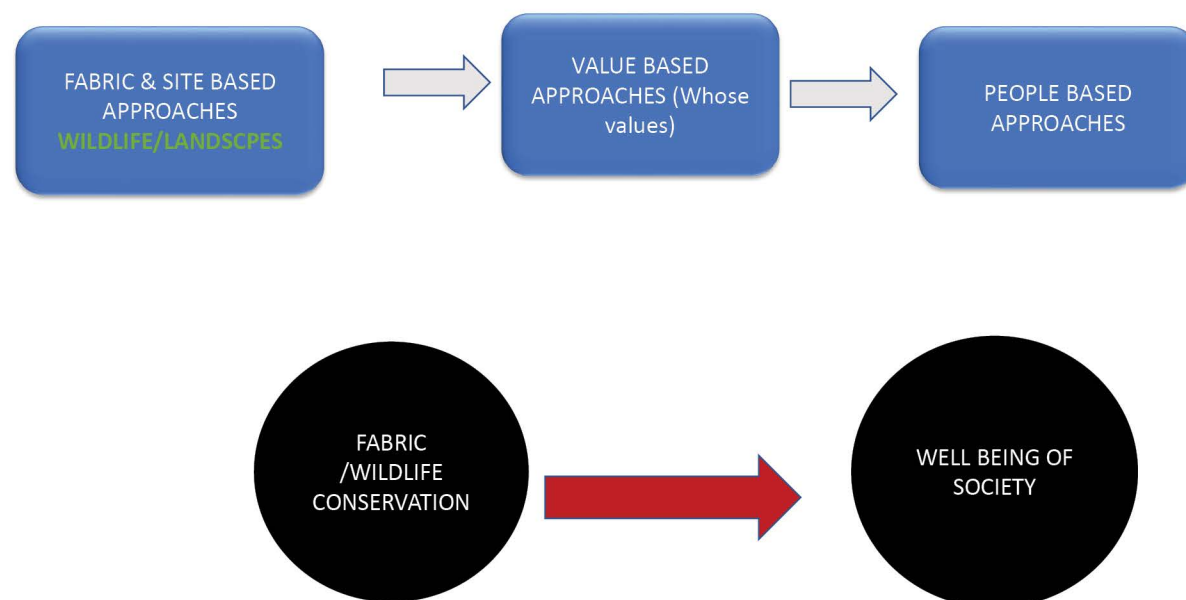 FABRIC & SITE BASED
APPROACHES
WILDLIFE/LANDSCPES
VALUE BASED
APPROACHES (Whose
values)
PEOPLE BASED
APPROACHES
FABRIC
/WILDLIFE
CONSERVATION
WELL BEING OF
SOCIETY